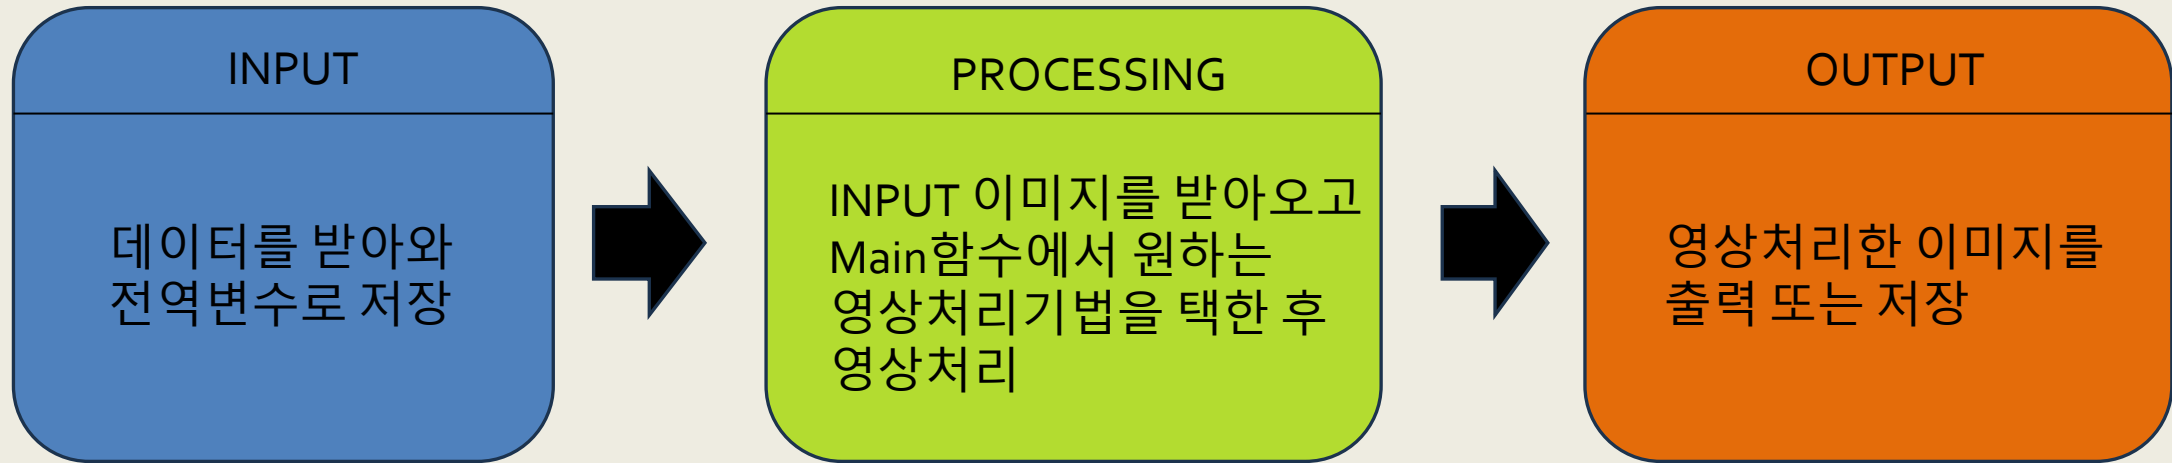 INPUT
데이터를 받아와
전역변수로 저장
PROCESSING
INPUT 이미지를 받아오고
Main함수에서 원하는
영상처리기법을 택한 후
영상처리
OUTPUT
영상처리한 이미지를
출력 또는 저장